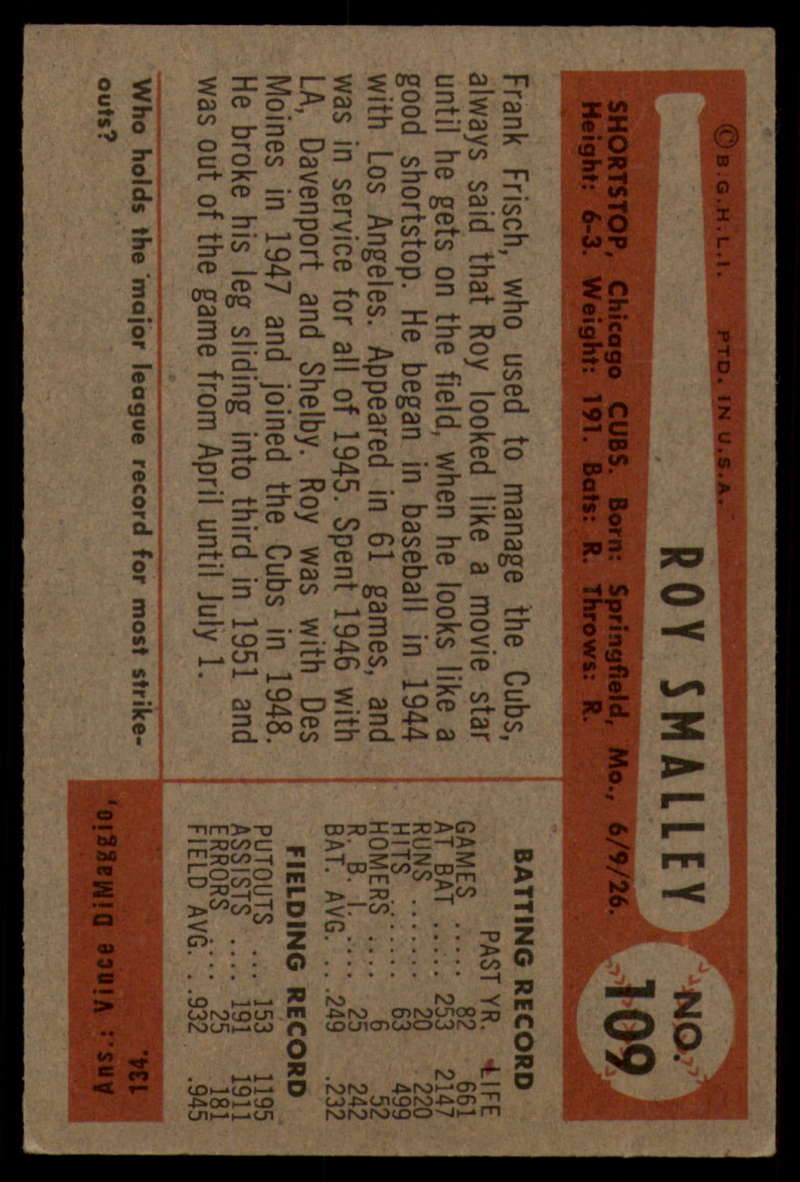 © B. G. H. L. I. PTD. IN U. S. A.
ROY SMALLEY
NO.
109
SHORTSTOP, Chicago CUBS. Born: Springfield, Mo., 6/9/26.
Height: 6-3. Weight: 191. Bats: R. Throws: R.
Frank Frisch, who used to manage the Cubs,
always said that Roy looked like a movie star
until he gets on the field, when he looks like a
good shortstop. He began in baseball in 1944
with Los Angeles. Appeared in 61 games, and
was in service for all of 1945. Spent 1946 with
LA, Davenport and Shelby. Roy was with Des
Moines in 1947 and joined the Cubs in 1948.
He broke his leg sliding into third in 1951 and
was out of the game from April until July 1.
BATTING RECORD
PAST YR. LIFE
GAMES ..... 82 661
AT BAT ..... 253 2147
RUNS ....... 20 220
HITS ...... 63 499
HOMERS .... 6 52
R. B. I. .... 25 242
BAT. AVG. .. .249 .232
FIELDING RECORD
PUTOUTS ... 153 1195
ASSISTS .... 191 1911
ERRORS .... 25 181
FIELD AVG. . .932 .945
Who holds the major league record for most strike-
outs?
Ans.: Vince DiMaggio,
134.